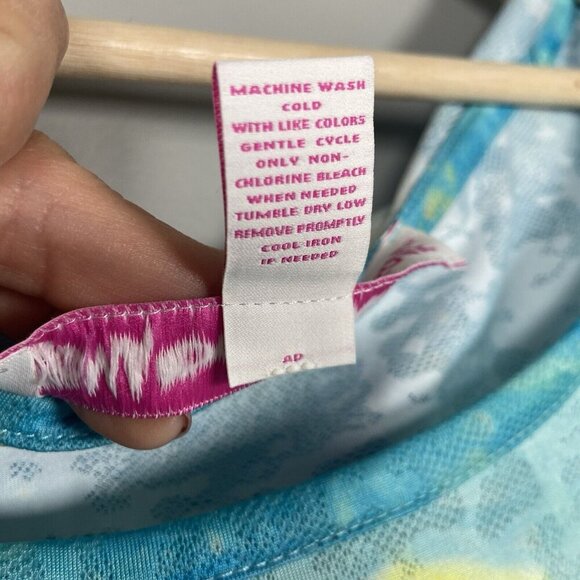 MACHINE WASH
COLD
WITH LIKE COLORS
GENTLE CYCLE
ONLY NON-
CHLORINE BLEACH
WHEN NEEDED
TUMBLE DRY LOW
REMOVE PROMPTLY
COOL IRON
IF NEEDED
AP